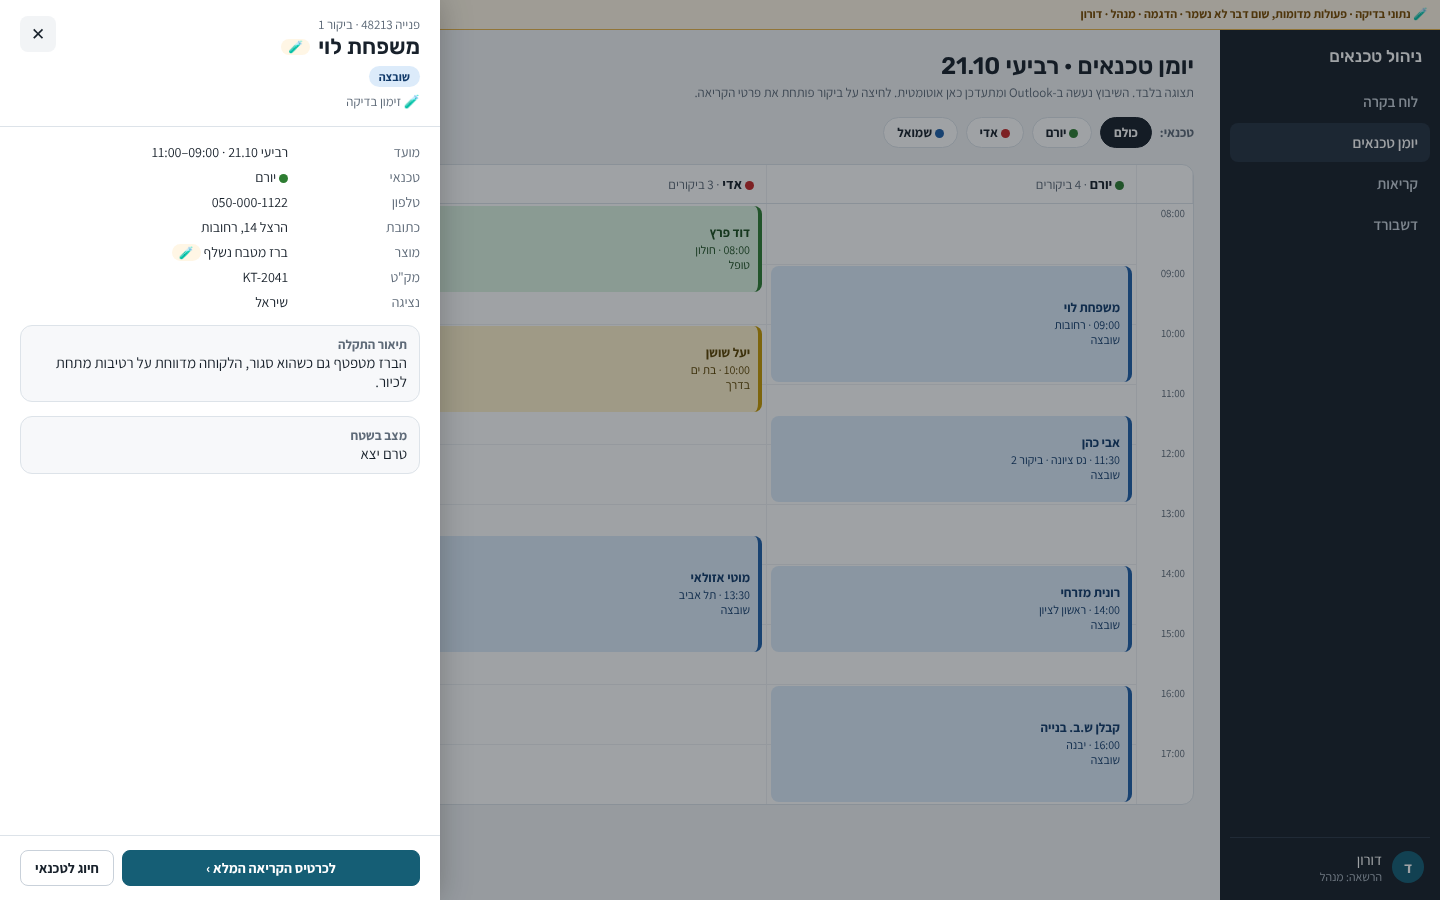 🧪 נתוני בדיקה · פעולות מדומות, שום דבר לא נשמר · הדגמה · מנהל · דורון
ניהול טכנאים
לוח בקרה
יומן טכנאים
קריאות
דשבורד
דורון
הרשאה: מנהל
ד
יומן טכנאים • רביעי 21.10
תצוגה בלבד. השיבוץ נעשה ב-Outlook ומתעדכן כאן אוטומטית. לחיצה על ביקור פותחת את פרטי הקריאה.
טכנאי: כולם יורם אדי שמואל
יורם · 4 ביקורים
אדי · 3 ביקורים
08:00
09:00
10:00
11:00
12:00
13:00
14:00
15:00
16:00
17:00
משפחת לוי
09:00 · רחובות
שובצה
אבי כהן
11:30 · נס ציונה · ביקור 2
שובצה
רונית מזרחי
14:00 · ראשון לציון
שובצה
קבלן ש.ב. בנייה
16:00 · יבנה
שובצה
דוד פרץ
08:00 · חולון
טופל
יעל שושן
10:00 · בת ים
בדרך
מוטי אזולאי
13:30 · תל אביב
שובצה
פנייה 48213 · ביקור 1
משפחת לוי 🧪
✕
שובצה
🧪 זימון בדיקה
מועד רביעי 21.10 · 09:00–11:00
טכנאי יורם
טלפון 050-000-1122
כתובת הרצל 14, רחובות
מוצר ברז מטבח נשלף 🧪
מק"ט KT-2041
נציגה שיראל
תיאור התקלה
הברז מטפטף גם כשהוא סגור, הלקוחה מדווחת על רטיבות מתחת
לכיור.
מצב בשטח
טרם יצא
לכרטיס הקריאה המלא ›
חיוג לטכנאי